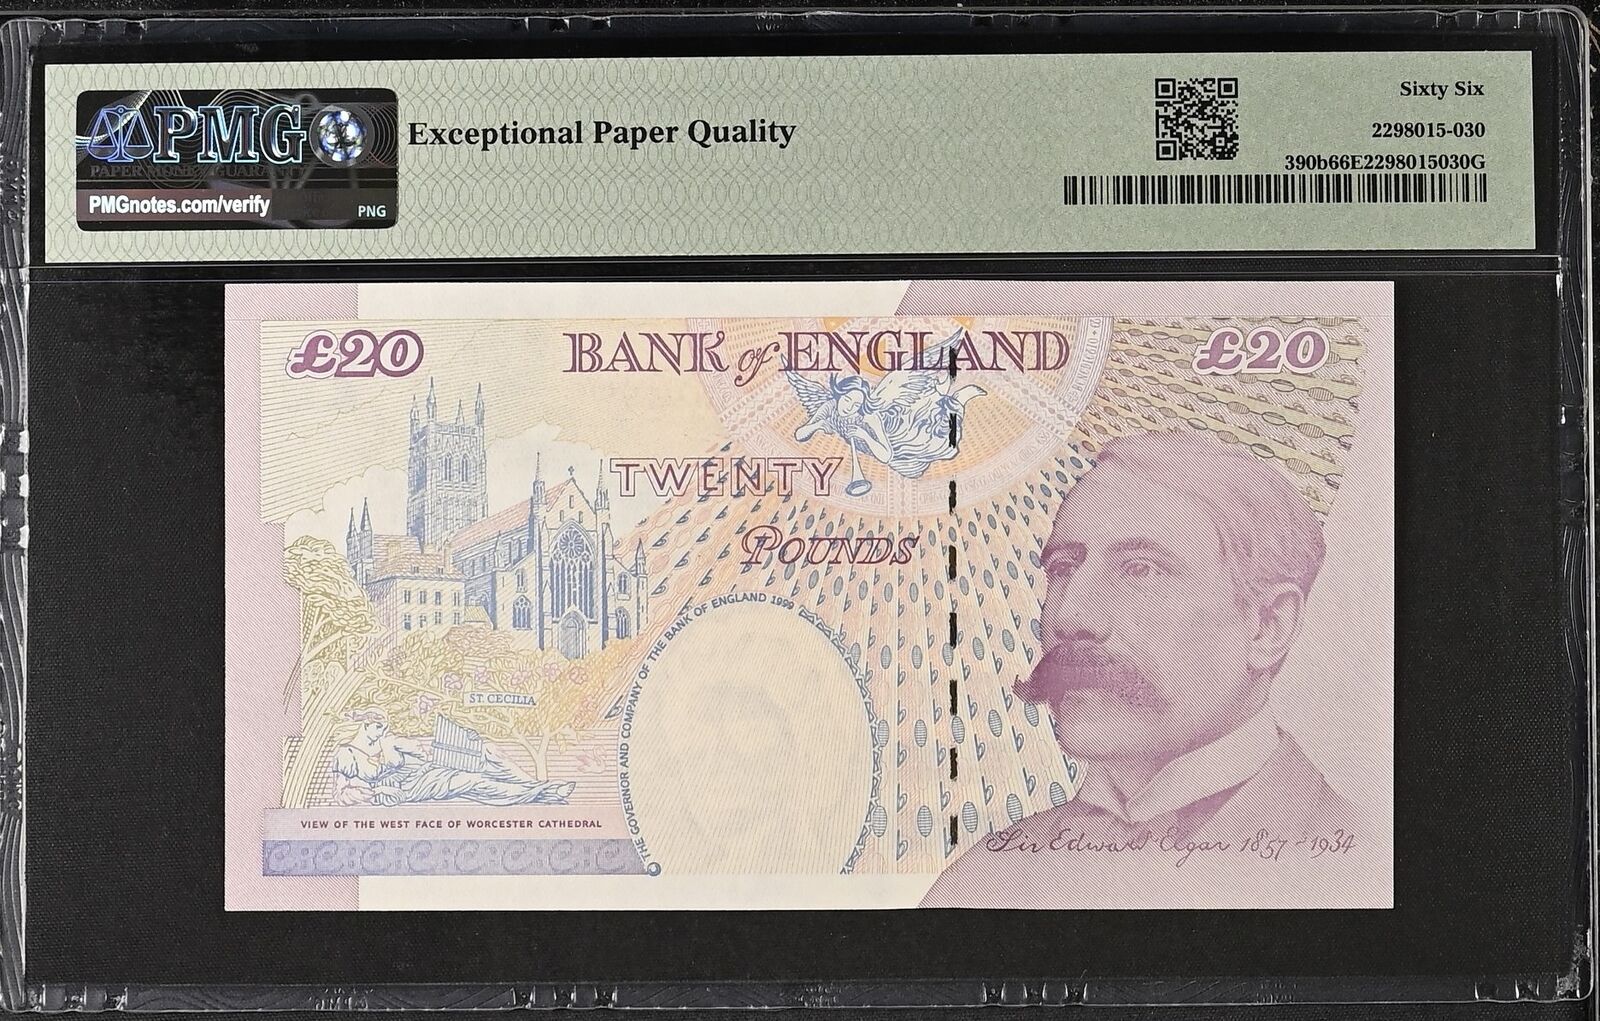 PMG
PAPER MONEY GUARANTY
PMGnotes.com/verify
PNG
Exceptional Paper Quality
Sixty Six
2298015-030
390b66E2298015030G
£20
BANK of ENGLAND
£20
TWENTY
POUNDS
© THE GOVERNOR AND COMPANY OF THE BANK OF ENGLAND 1999
ST. CECILIA
VIEW OF THE WEST FACE OF WORCESTER CATHEDRAL
Sir Edward Elgar 1857-1934